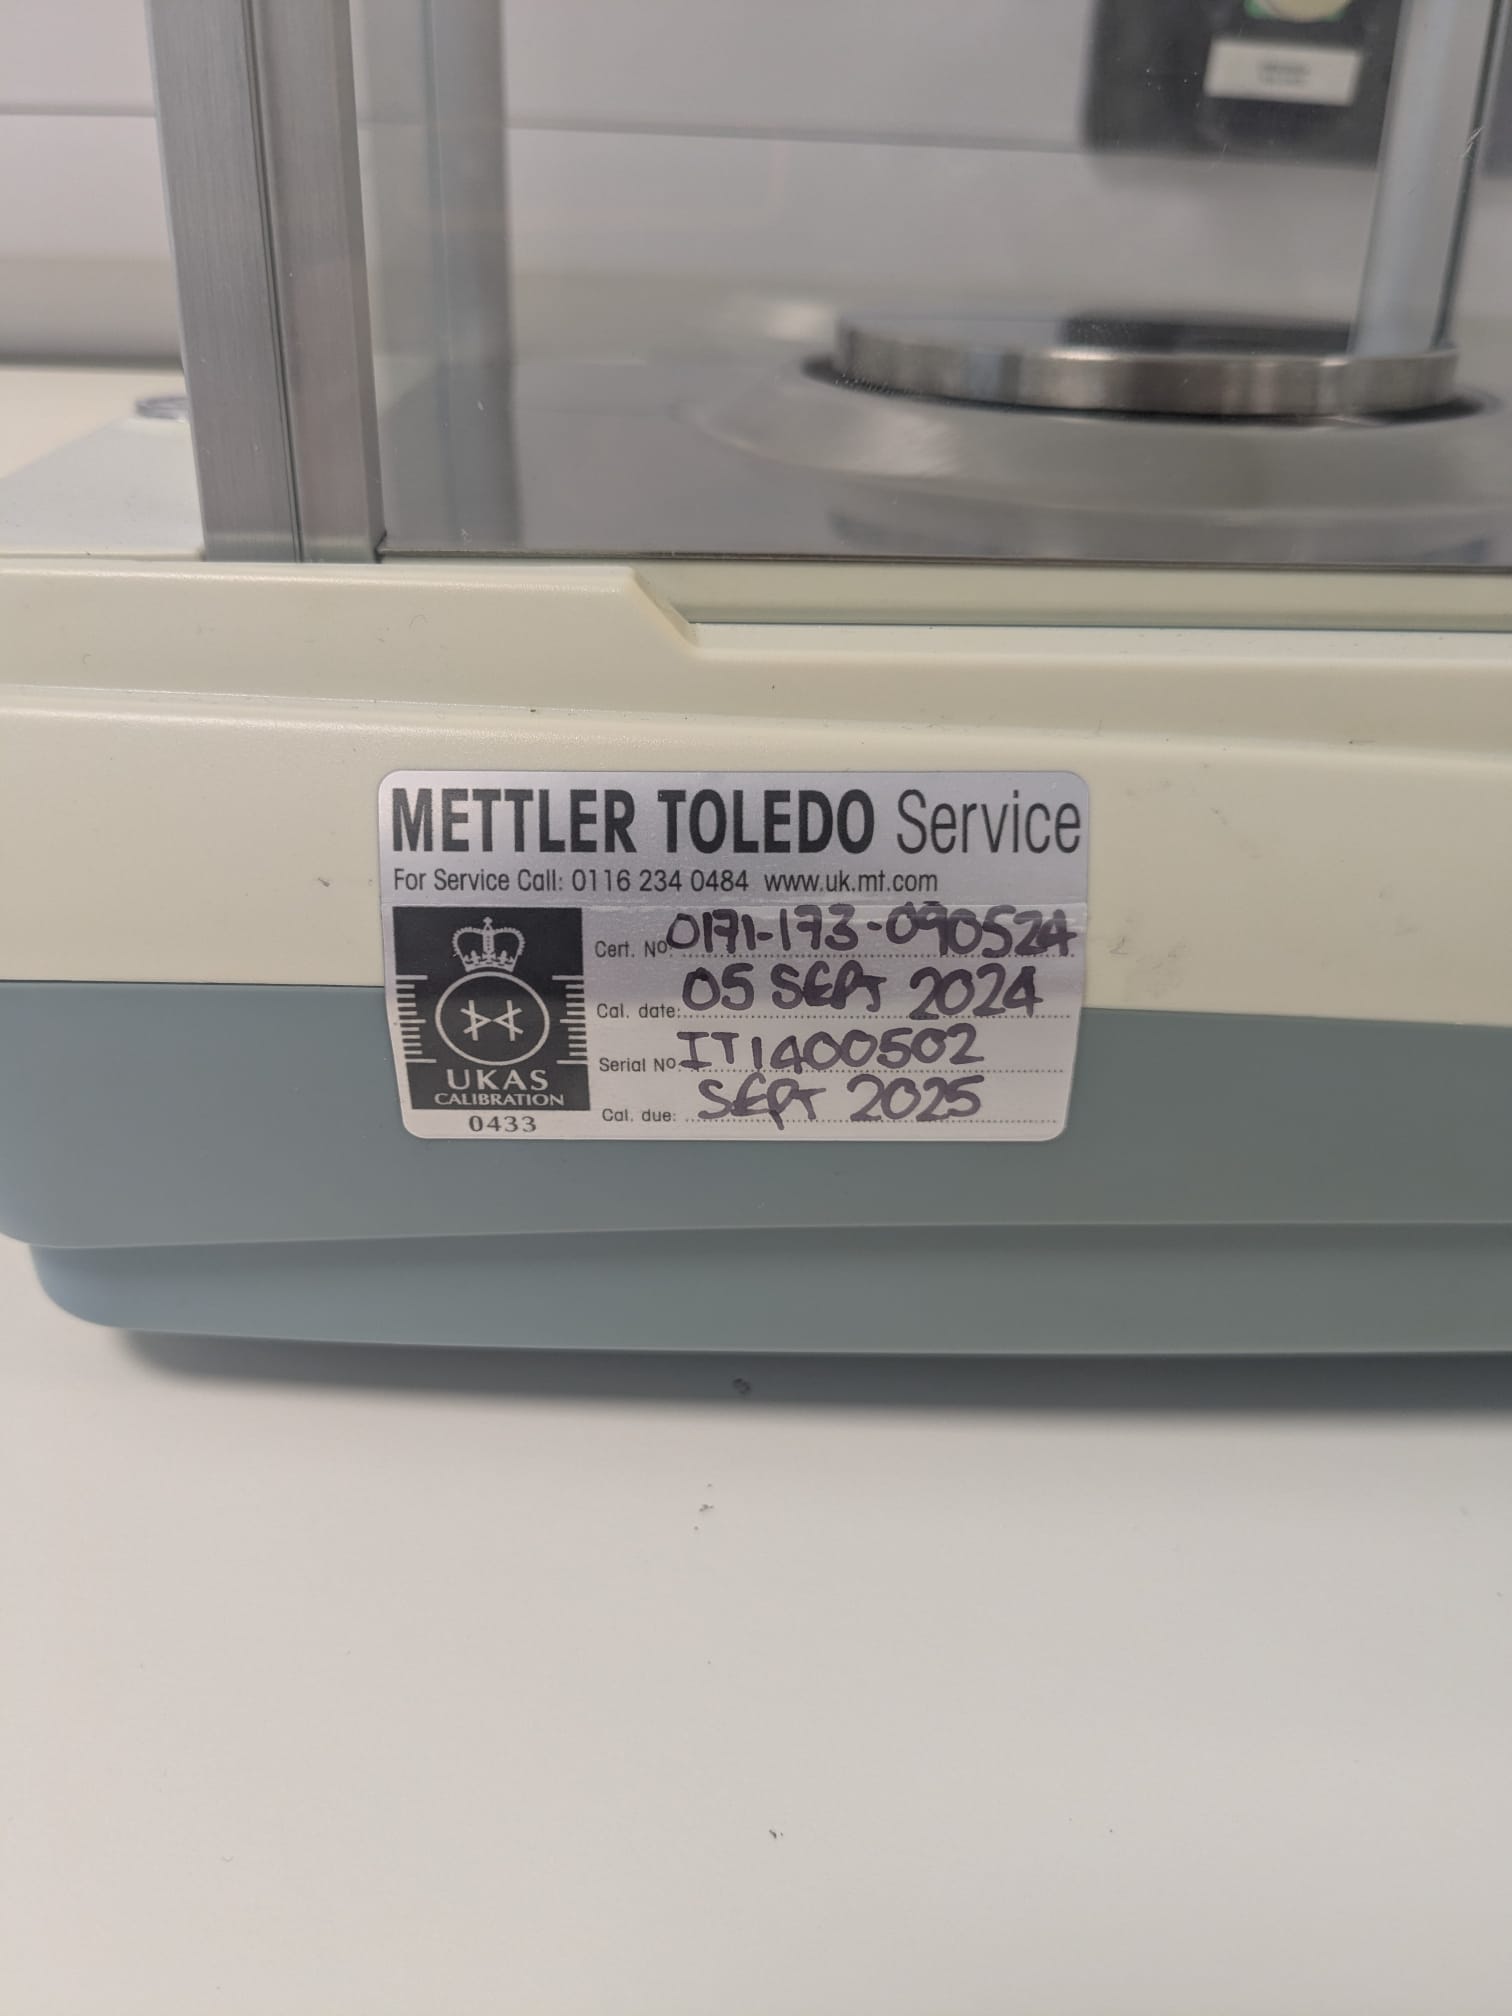 METTLER TOLEDO Service
For Service Call: 0116 234 0484 www.uk.mt.com
Cert. No. 0171-173-090524
Cal. date: 05 SEPT 2024
Serial No. IT1400502
Cal. due: SEPT 2025
UKAS
CALIBRATION
0433